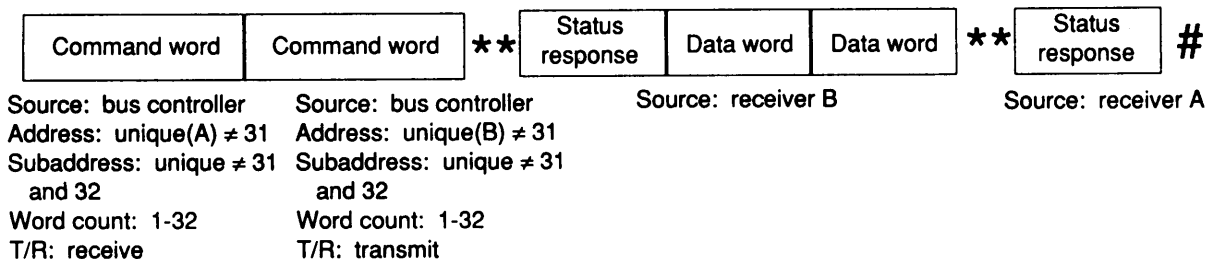 Command word Command word ** Status response Data word Data word ** Status response #
Source: bus controller
Address: unique(A) ≠ 31
Subaddress: unique ≠ 31
and 32
Word count: 1-32
T/R: receive
Source: bus controller
Address: unique(B) ≠ 31
Subaddress: unique ≠ 31
and 32
Word count: 1-32
T/R: transmit
Source: receiver B
Source: receiver A